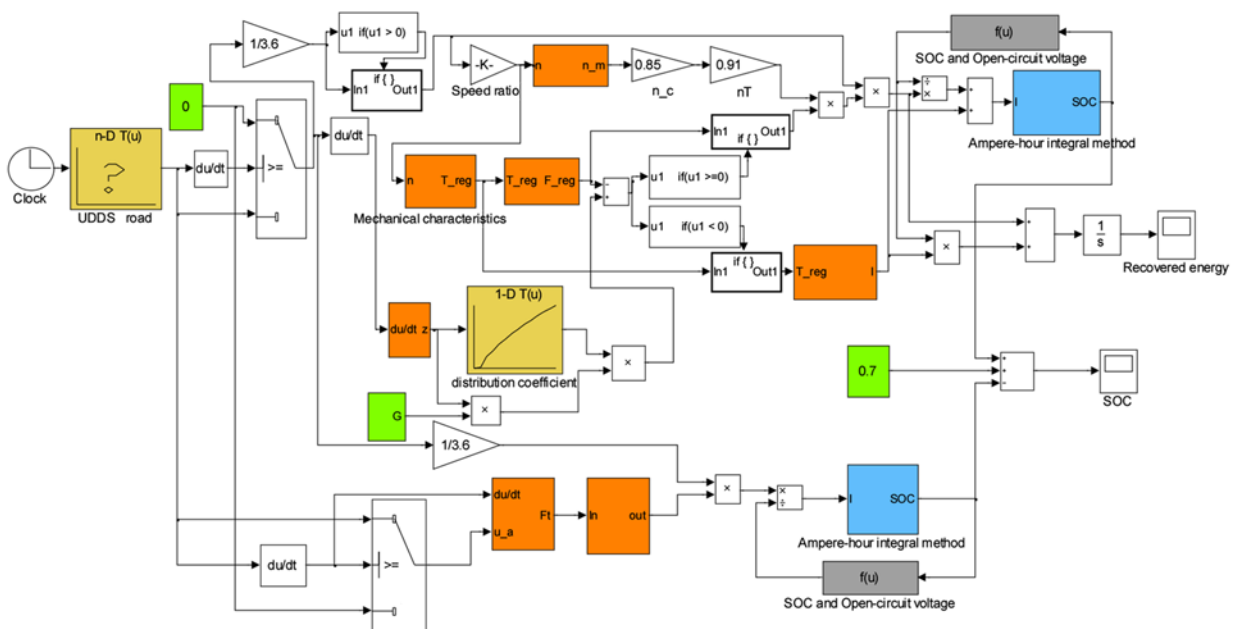 1/3.6
u1 if(u1 > 0)
if { }
In1 Out1
-K-
Speed ratio
n n_m
0.85
n_c
0.91
nT
f(u)
SOC and Open-circuit voltage
÷
×
×
×
+
+
I SOC
Ampere-hour integral method
0
n-D T(u)
?
UDDS road
Clock
du/dt
>=
du/dt
In1 if { } Out1
n T_reg
Mechanical characteristics
T_reg F_reg
-
+
u1 if(u1 >=0)
u1 if(u1 < 0)
if { }
In1 Out1
T_reg I
×
+
+
1
s
Recovered energy
du/dt z
1-D T(u)
distribution coefficient
×
G
×
0.7
+
+
-
SOC
1/3.6
du/dt
>=
du/dt
u_a
Ft
In out
×
×
÷
I SOC
Ampere-hour integral method
f(u)
SOC and Open-circuit voltage